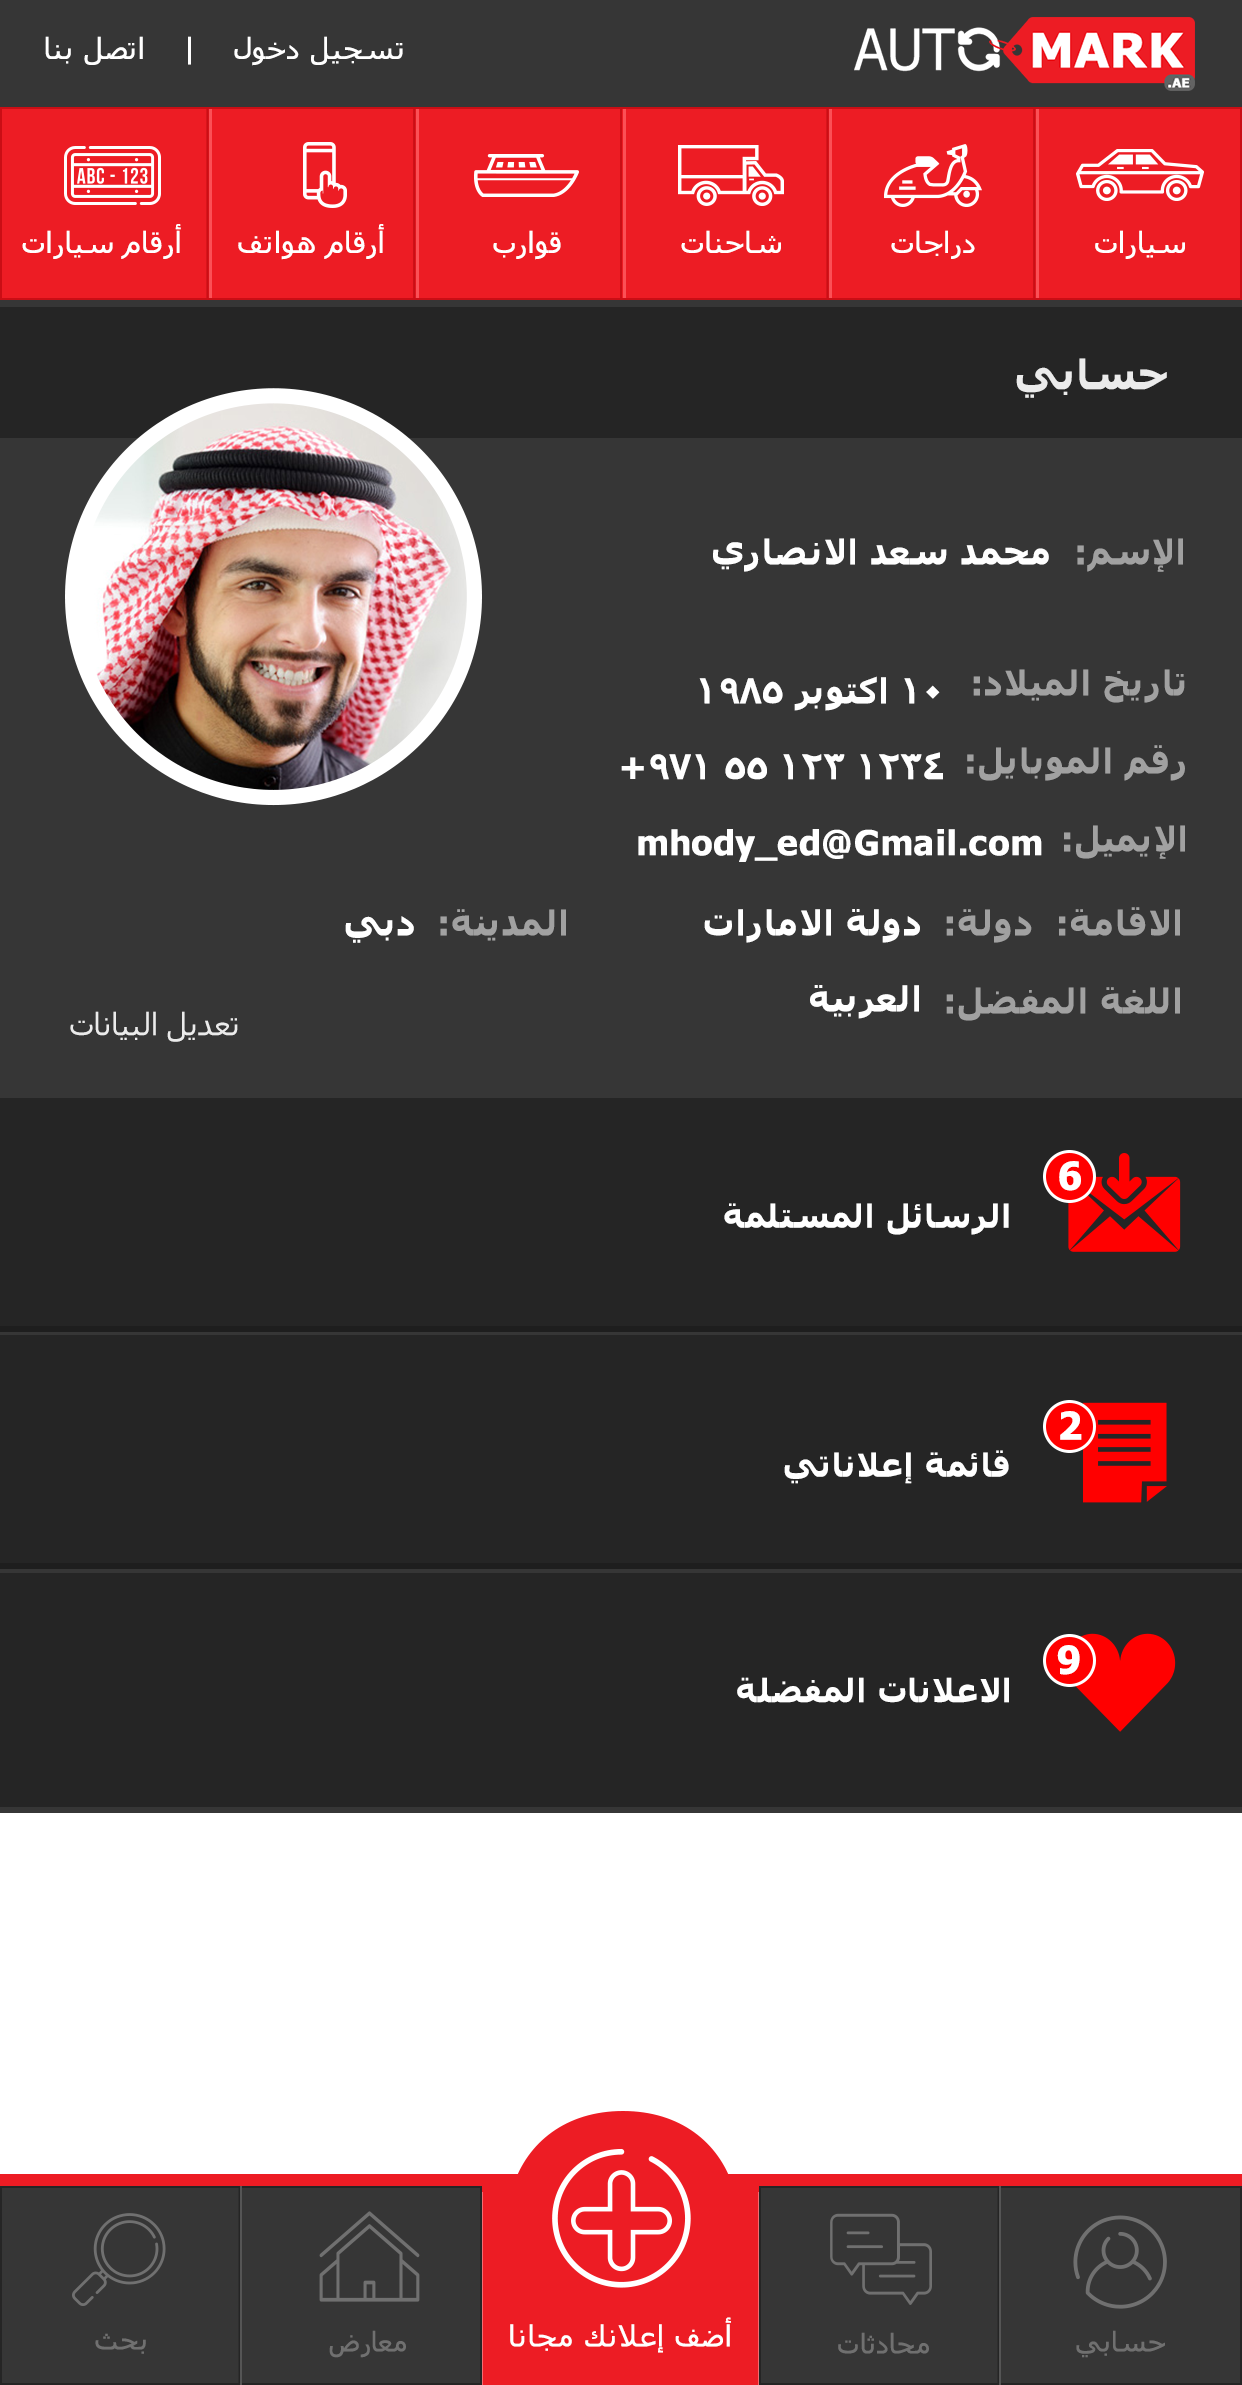 AUTO MARK
.AE
تسجيل دخول | اتصل بنا
سيارات
دراجات
شاحنات
قوارب
أرقام هواتف
ABC - 123
أرقام سيارات
حسابي
الإسم: محمد سعد الانصاري
تاريخ الميلاد: ١٠ اكتوبر ١٩٨٥
رقم الموبايل: +٩٧١ ٥٥ ١٢٣ ١٢٣٤
الإيميل: mhody_ed@Gmail.com
الاقامة: دولة: دولة الامارات المدينة: دبي
اللغة المفضل: العربية
تعديل البيانات
6
الرسائل المستلمة
2
قائمة إعلاناتي
9
الاعلانات المفضلة
حسابي
محادثات
أضف إعلانك مجانا
معارض
بحث